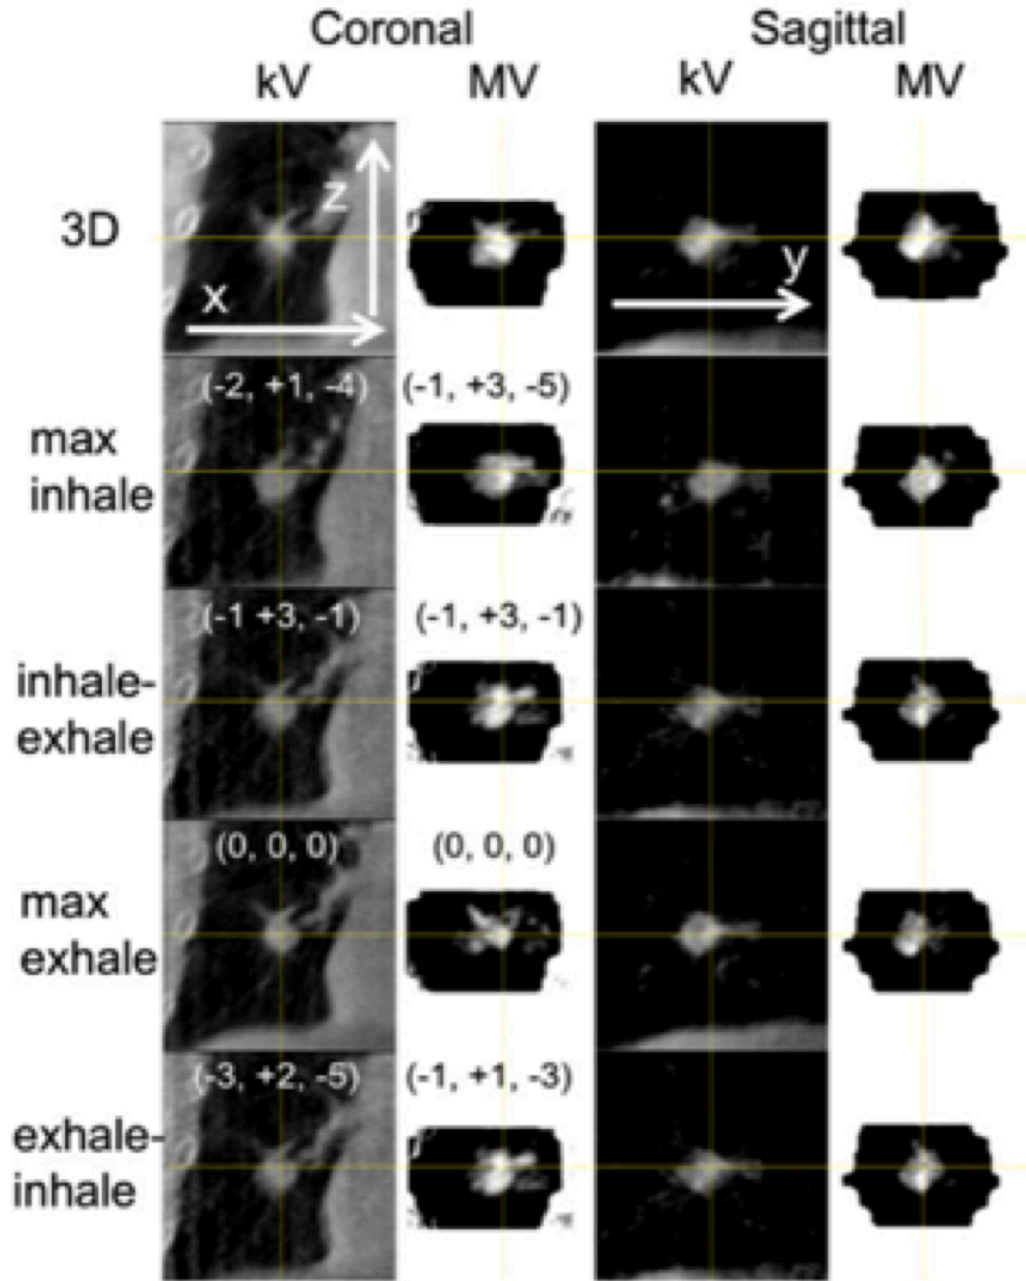 Coronal Sagittal
kV MV kV MV
3D
z
x
y
(-2, +1, -4) (-1, +3, -5)
max
inhale
(-1 +3, -1) (-1, +3, -1)
inhale-
exhale
(0, 0, 0) (0, 0, 0)
max
exhale
(-3, +2, -5) (-1, +1, -3)
exhale-
inhale